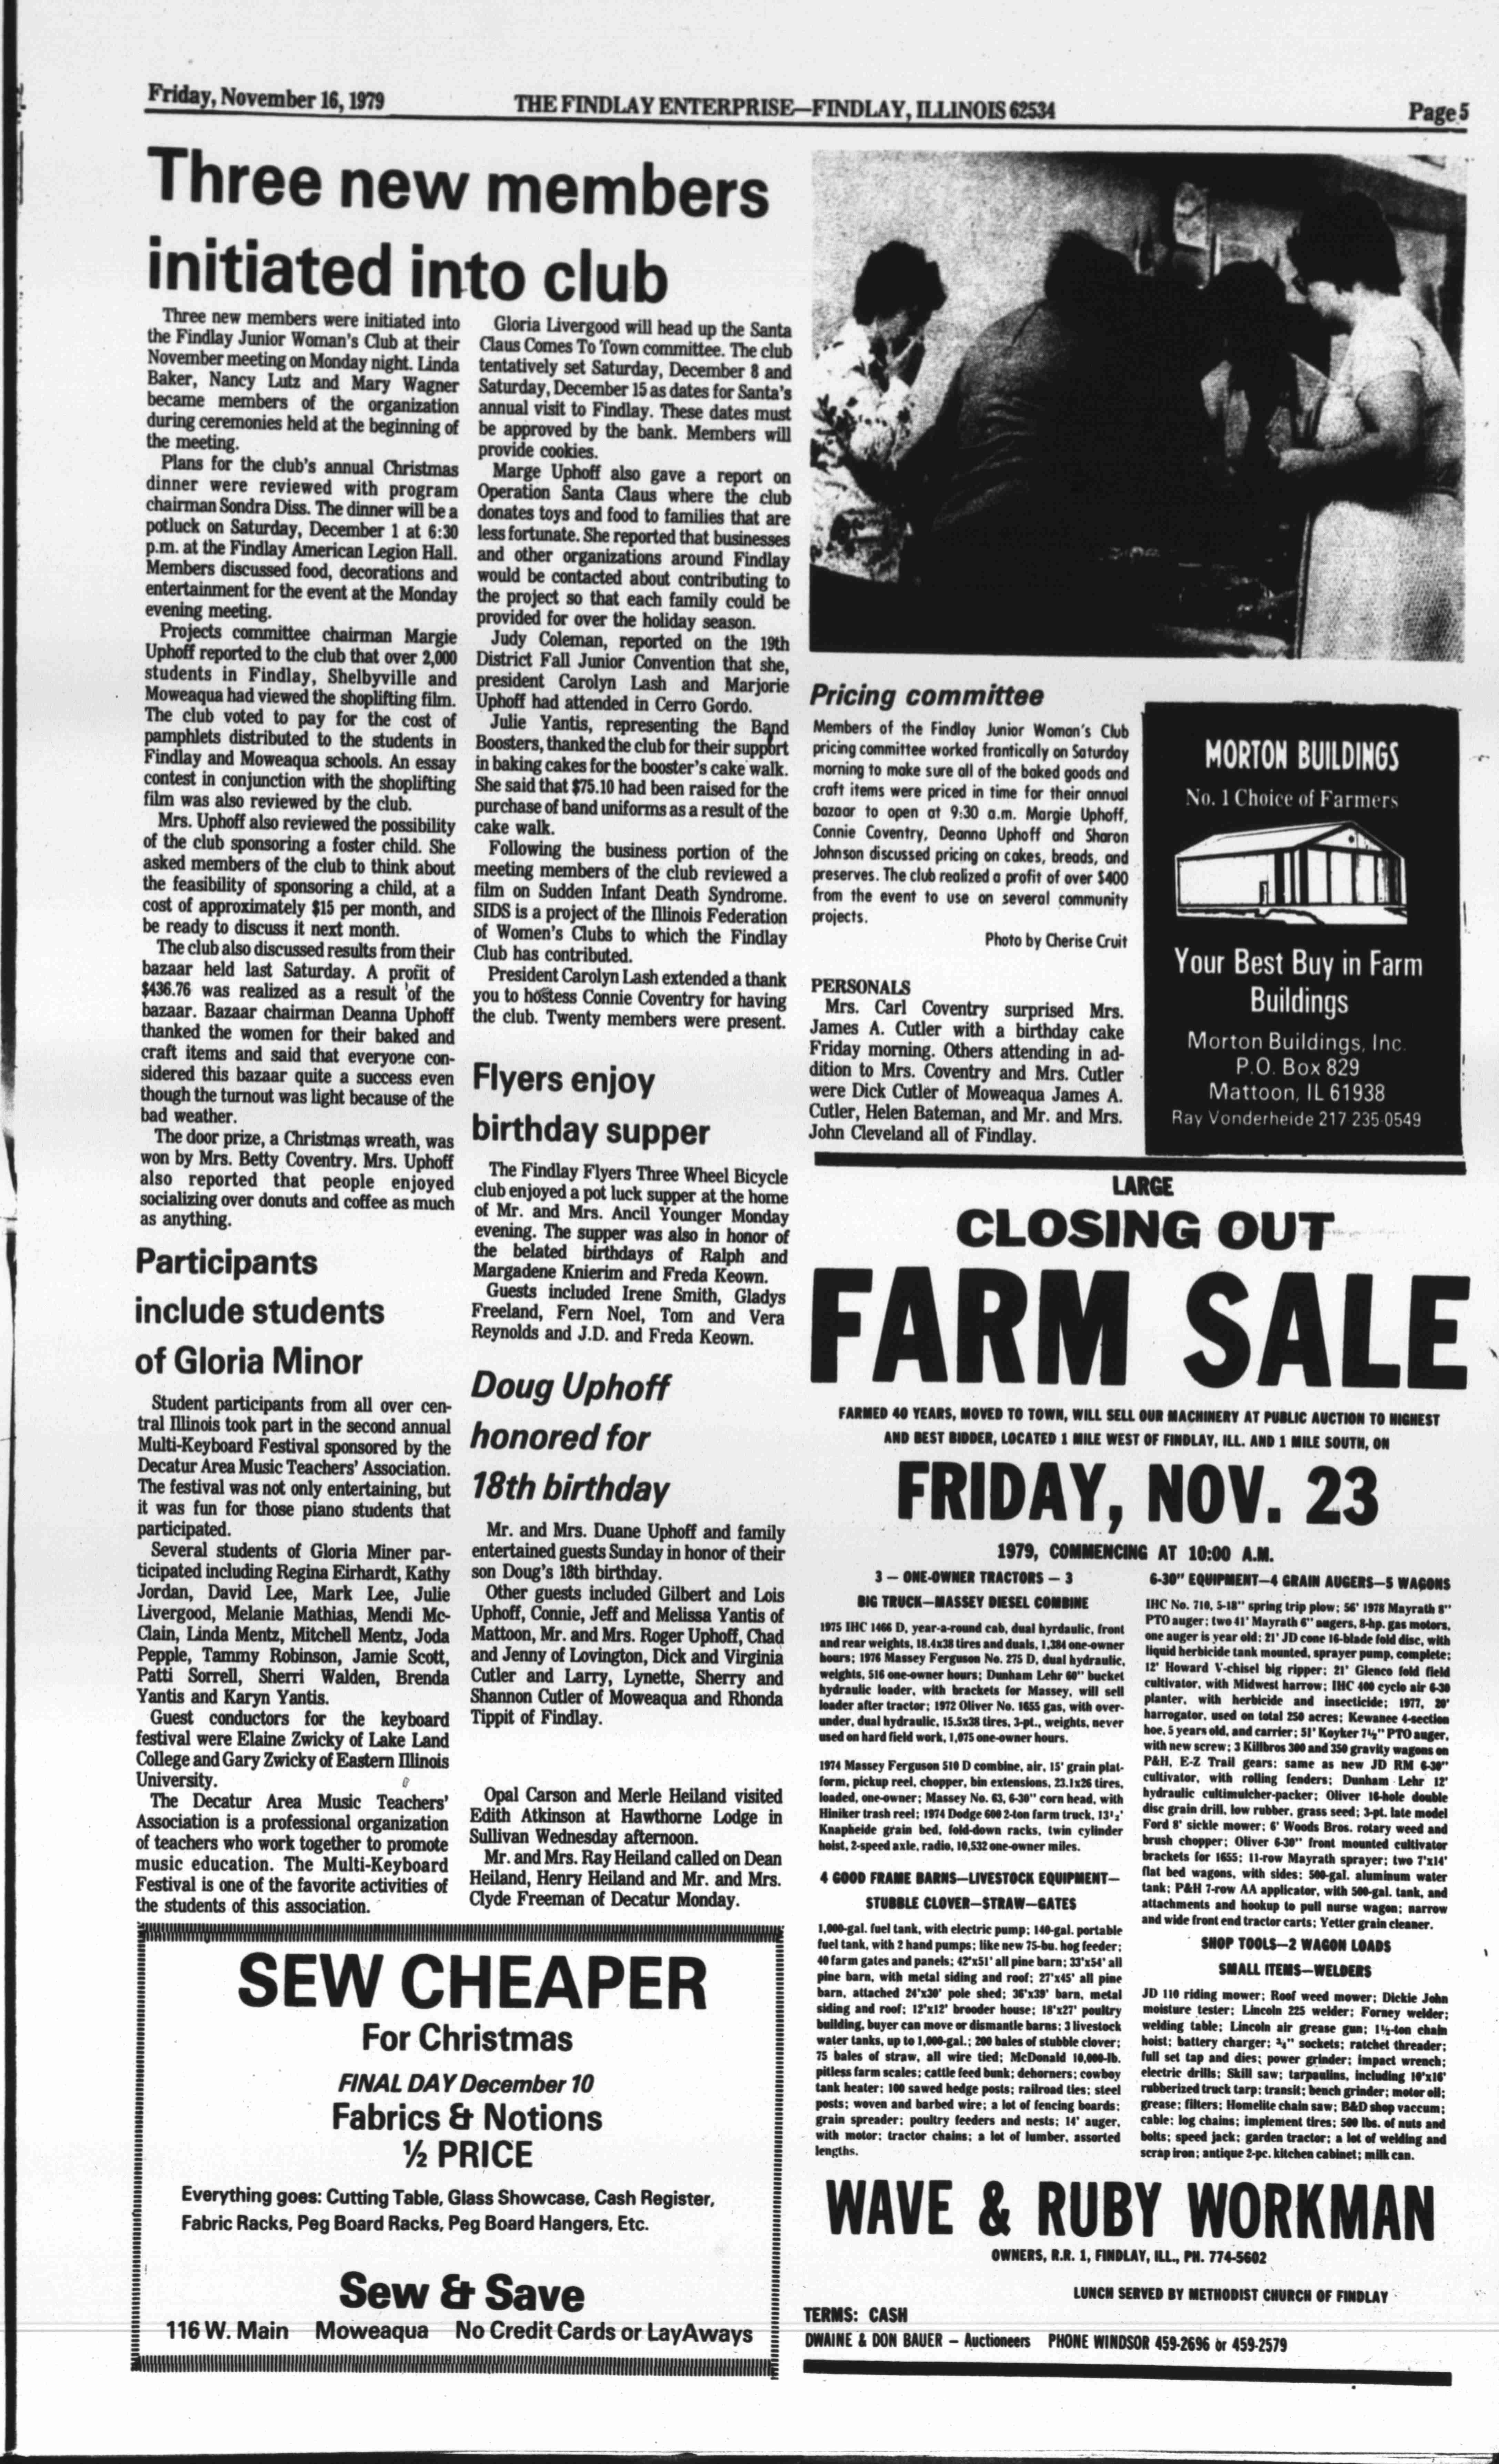 Friday, November 16, 1979
THE FINDLAY ENTERPRISE—FINDLAY, ILLINOIS 62534
Page 5
Three new members
initiated into club
Three new members were initiated into
the Findlay Junior Woman's Club at their
November meeting on Monday night. Linda
Baker, Nancy Lutz and Mary Wagner
became members of the organization
during ceremonies held at the beginning of
the meeting.
Plans for the club's annual Christmas
dinner were reviewed with program
chairman Sondra Diss. The dinner will be a
potluck on Saturday, December 1 at 6:30
p.m. at the Findlay American Legion Hall.
Members discussed food, decorations and
entertainment for the event at the Monday
evening meeting.
Projects committee chairman Margie
Uphoff reported to the club that over 2,000
students in Findlay, Shelbyville and
Moweaqua had viewed the shoplifting film.
The club voted to pay for the cost of
pamphlets distributed to the students in
Findlay and Moweaqua schools. An essay
contest in conjunction with the shoplifting
film was also reviewed by the club.
Mrs. Uphoff also reviewed the possibility
of the club sponsoring a foster child. She
asked members of the club to think about
the feasibility of sponsoring a child, at a
cost of approximately $15 per month, and
be ready to discuss it next month.
The club also discussed results from their
bazaar held last Saturday. A profit of
$436.76 was realized as a result of the
bazaar. Bazaar chairman Deanna Uphoff
thanked the women for their baked and
craft items and said that everyone con-
sidered this bazaar quite a success even
though the turnout was light because of the
bad weather.
The door prize, a Christmas wreath, was
won by Mrs. Betty Coventry. Mrs. Uphoff
also reported that people enjoyed
socializing over donuts and coffee as much
as anything.
Gloria Livergood will head up the Santa
Claus Comes To Town committee. The club
tentatively set Saturday, December 8 and
Saturday, December 15 as dates for Santa's
annual visit to Findlay. These dates must
be approved by the bank. Members will
provide cookies.
Marge Uphoff also gave a report on
Operation Santa Claus where the club
donates toys and food to families that are
less fortunate. She reported that businesses
and other organizations around Findlay
would be contacted about contributing to
the project so that each family could be
provided for over the holiday season.
Judy Coleman, reported on the 19th
District Fall Junior Convention that she,
president Carolyn Lash and Marjorie
Uphoff had attended in Cerro Gordo.
Julie Yantis, representing the Band
Boosters, thanked the club for their support
in baking cakes for the booster's cake walk.
She said that $75.10 had been raised for the
purchase of band uniforms as a result of the
cake walk.
Following the business portion of the
meeting members of the club reviewed a
film on Sudden Infant Death Syndrome.
SIDS is a project of the Illinois Federation
of Women's Clubs to which the Findlay
Club has contributed.
President Carolyn Lash extended a thank
you to hostess Connie Coventry for having
the club. Twenty members were present.
Participants
include students
of Gloria Minor
Student participants from all over cen-
tral Illinois took part in the second annual
Multi-Keyboard Festival sponsored by the
Decatur Area Music Teachers' Association.
The festival was not only entertaining, but
it was fun for those piano students that
participated.
Several students of Gloria Miner par-
ticipated including Regina Eirhardt, Kathy
Jordan, David Lee, Mark Lee, Julie
Livergood, Melanie Mathias, Mendi Mc-
Clain, Linda Mentz, Mitchell Mentz, Joda
Pepple, Tammy Robinson, Jamie Scott,
Patti Sorrell, Sherri Walden, Brenda
Yantis and Karyn Yantis.
Guest conductors for the keyboard
festival were Elaine Zwicky of Lake Land
College and Gary Zwicky of Eastern Illinois
University.
The Decatur Area Music Teachers'
Association is a professional organization
of teachers who work together to promote
music education. The Multi-Keyboard
Festival is one of the favorite activities of
the students of this association.
Flyers enjoy
birthday supper
The Findlay Flyers Three Wheel Bicycle
club enjoyed a pot luck supper at the home
of Mr. and Mrs. Ancil Younger Monday
evening. The supper was also in honor of
the belated birthdays of Ralph and
Margadene Knierim and Freda Keown.
Guests included Irene Smith, Gladys
Freeland, Fern Noel, Tom and Vera
Reynolds and J.D. and Freda Keown.
Doug Uphoff
honored for
18th birthday
Mr. and Mrs. Duane Uphoff and family
entertained guests Sunday in honor of their
son Doug's 18th birthday.
Other guests included Gilbert and Lois
Uphoff, Connie, Jeff and Melissa Yantis of
Mattoon, Mr. and Mrs. Roger Uphoff, Chad
and Jenny of Lovington, Dick and Virginia
Cutler and Larry, Lynette, Sherry and
Shannon Cutler of Moweaqua and Rhonda
Tippit of Findlay.
Opal Carson and Merle Heiland visited
Edith Atkinson at Hawthorne Lodge in
Sullivan Wednesday afternoon.
Mr. and Mrs. Ray Heiland called on Dean
Heiland, Henry Heiland and Mr. and Mrs.
Clyde Freeman of Decatur Monday.
SEW CHEAPER
For Christmas
FINAL DAY December 10
Fabrics & Notions
½ PRICE
Everything goes: Cutting Table, Glass Showcase, Cash Register,
Fabric Racks, Peg Board Racks, Peg Board Hangers, Etc.
Sew & Save
116 W. Main Moweaqua No Credit Cards or LayAways
Pricing committee
Members of the Findlay Junior Woman's Club
pricing committee worked frantically on Saturday
morning to make sure all of the baked goods and
craft items were priced in time for their annual
bazaar to open at 9:30 a.m. Margie Uphoff,
Connie Coventry, Deanna Uphoff and Sharon
Johnson discussed pricing on cakes, breads, and
preserves. The club realized a profit of over $400
from the event to use on several community
projects.
Photo by Cherise Cruit
PERSONALS
Mrs. Carl Coventry surprised Mrs.
James A. Cutler with a birthday cake
Friday morning. Others attending in ad-
dition to Mrs. Coventry and Mrs. Cutler
were Dick Cutler of Moweaqua James A.
Cutler, Helen Bateman, and Mr. and Mrs.
John Cleveland all of Findlay.
MORTON BUILDINGS
No. 1 Choice of Farmers
Your Best Buy in Farm
Buildings
Morton Buildings, Inc.
P.O. Box 829
Mattoon, IL 61938
Ray Vonderheide 217 235-0549
LARGE
CLOSING OUT
FARM SALE
FARMED 40 YEARS, MOVED TO TOWN, WILL SELL OUR MACHINERY AT PUBLIC AUCTION TO HIGHEST
AND BEST BIDDER, LOCATED 1 MILE WEST OF FINDLAY, ILL. AND 1 MILE SOUTH, ON
FRIDAY, NOV. 23
1979, COMMENCING AT 10:00 A.M.
3 — ONE-OWNER TRACTORS — 3
BIG TRUCK—MASSEY DIESEL COMBINE
1975 IHC 1466 D, year-a-round cab, dual hyrdaulic, front
and rear weights, 18.4x38 tires and duals, 1,384 one-owner
hours; 1976 Massey Ferguson No. 275 D, dual hydraulic,
weights, 516 one-owner hours; Dunham Lehr 60" bucket
hydraulic loader, with brackets for Massey, will sell
loader after tractor; 1972 Oliver No. 1655 gas, with over-
under, dual hydraulic, 15.5x38 tires, 3-pt., weights, never
used on hard field work, 1,075 one-owner hours.
1974 Massey Ferguson 510 D combine, air, 15' grain plat-
form, pickup reel, chopper, bin extensions, 23.1x26 tires,
loaded, one-owner; Massey No. 63, 6-30" corn head, with
Hiniker trash reel; 1974 Dodge 600 2-ton farm truck, 13½'
Knapheide grain bed, fold-down racks, twin cylinder
hoist, 2-speed axle, radio, 10,532 one-owner miles.
4 GOOD FRAME BARNS—LIVESTOCK EQUIPMENT—
STUBBLE CLOVER—STRAW—GATES
1,000-gal. fuel tank, with electric pump; 140-gal. portable
fuel tank, with 2 hand pumps; like new 75-bu. hog feeder;
40 farm gates and panels; 42'x51' all pine barn; 33'x54' all
pine barn, with metal siding and roof; 27'x45' all pine
barn, attached 24'x30' pole shed; 36'x39' barn, metal
siding and roof; 12'x12' brooder house; 18'x27' poultry
building, buyer can move or dismantle barns; 3 livestock
water tanks, up to 1,000-gal.; 200 bales of stubble clover;
75 bales of straw, all wire tied; McDonald 10,000-lb.
pitless farm scales; cattle feed bunk; dehorners; cowboy
tank heater; 100 sawed hedge posts; railroad ties; steel
posts; woven and barbed wire; a lot of fencing boards;
grain spreader; poultry feeders and nests; 14' auger,
with motor; tractor chains; a lot of lumber, assorted
lengths.
6-30" EQUIPMENT—4 GRAIN AUGERS—5 WAGONS
IHC No. 710, 5-18" spring trip plow; 56' 1978 Mayrath 8"
PTO auger; two 41' Mayrath 6" augers, 8-hp. gas motors,
one auger is year old; 21' JD cone 16-blade fold disc, with
liquid herbicide tank mounted, sprayer pump, complete;
12' Howard V-chisel big ripper; 21' Glenco fold field
cultivator, with Midwest harrow; IHC 400 cyclo air 6-30
planter, with herbicide and insecticide; 1977, 20'
harrogator, used on total 250 acres; Kewanee 4-section
hoe, 5 years old, and carrier; 51' Koyker 7½" PTO auger,
with new screw; 3 Killbros 300 and 350 gravity wagons on
P&H, E-Z Trail gears; same as new JD RM 6-30"
cultivator, with rolling fenders; Dunham Lehr 12'
hydraulic cultimulcher-packer; Oliver 16-hole double
disc grain drill, low rubber, grass seed; 3-pt. late model
Ford 8' sickle mower; 6' Woods Bros. rotary weed and
brush chopper; Oliver 6-30" front mounted cultivator
brackets for 1655; 11-row Mayrath sprayer; two 7'x14'
flat bed wagons, with sides; 500-gal. aluminum water
tank; P&H 7-row AA applicator, with 500-gal. tank, and
attachments and hookup to pull nurse wagon; narrow
and wide front end tractor carts; Yetter grain cleaner.
SHOP TOOLS—2 WAGON LOADS
SMALL ITEMS—WELDERS
JD 110 riding mower; Roof weed mower; Dickie John
moisture tester; Lincoln 225 welder; Forney welder;
welding table; Lincoln air grease gun; 1½-ton chain
hoist; battery charger; ¾" sockets; ratchet threader;
full set tap and dies; power grinder; impact wrench;
electric drills; Skill saw; tarpaulins, including 10'x16'
rubberized truck tarp; transit; bench grinder; motor oil;
grease; filters; Homelite chain saw; B&D shop vaccum;
cable; log chains; implement tires; 500 lbs. of nuts and
bolts; speed jack; garden tractor; a lot of welding and
scrap iron; antique 2-pc. kitchen cabinet; milk can.
WAVE & RUBY WORKMAN
OWNERS, R.R. 1, FINDLAY, ILL., PH. 774-5602
LUNCH SERVED BY METHODIST CHURCH OF FINDLAY
TERMS: CASH
DWAINE & DON BAUER — Auctioneers PHONE WINDSOR 459-2696 or 459-2579